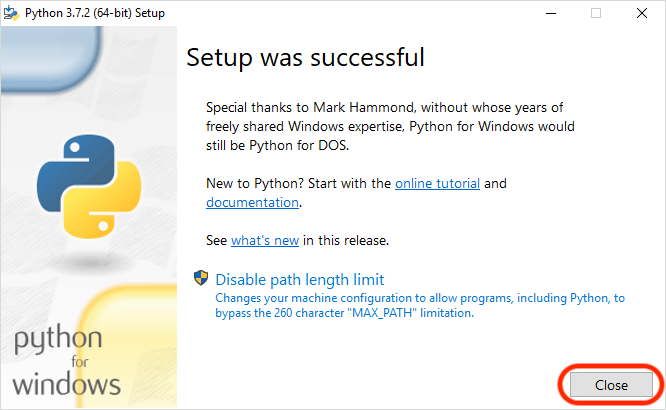 Python 3.7.2 (64-bit) Setup
Setup was successful
Special thanks to Mark Hammond, without whose years of
freely shared Windows expertise, Python for Windows would
still be Python for DOS.
New to Python? Start with the online tutorial and
documentation.
See what's new in this release.
Disable path length limit
Changes your machine configuration to allow programs, including Python, to
bypass the 260 character "MAX_PATH" limitation.
python
for
windows
Close